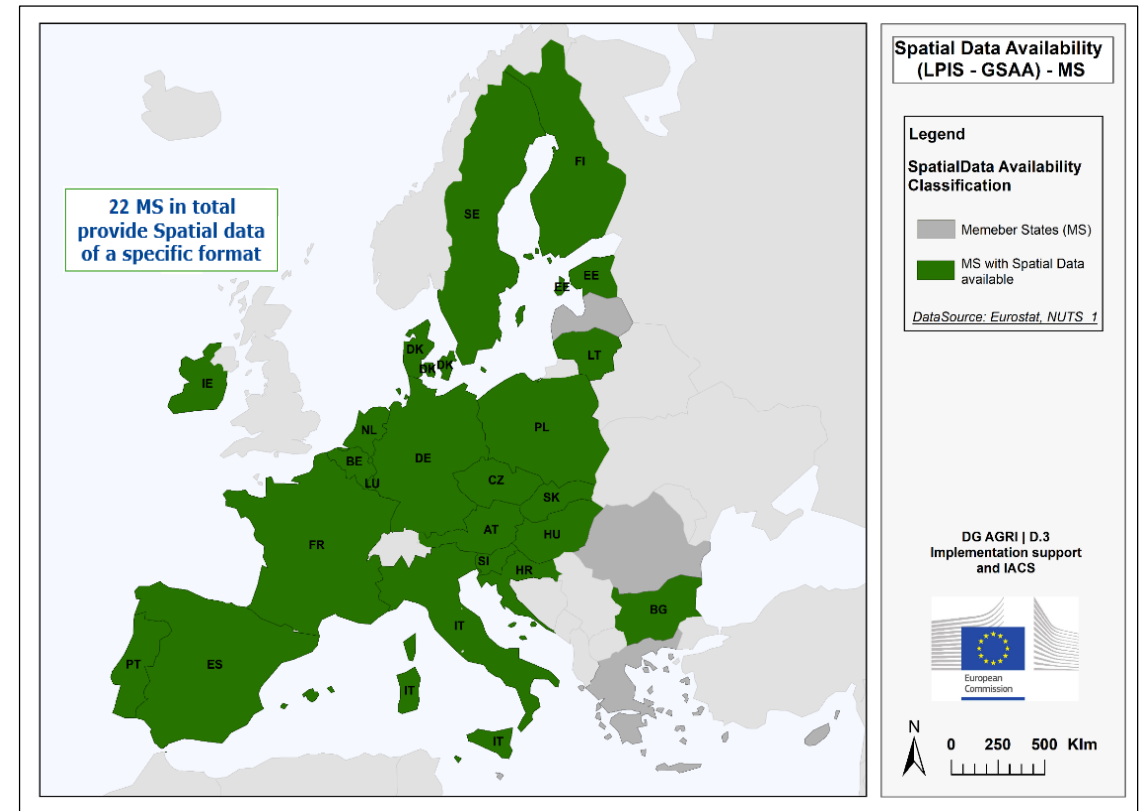 Spatial Data Availability
(LPIS - GSAA) - MS
Legend
SpatialData Availability
Classification
Memeber States (MS)
MS with Spatial Data
available
DataSource: Eurostat, NUTS_1
22 MS in total
provide Spatial data
of a specific format
FI
SE
EE
EE
LT
DK
DK
DK
IE
NL
PL
BE
DE
LU
CZ
SK
AT
HU
FR
SI
HR
BG
IT
PT
ES
IT
IT
DG AGRI | D.3
Implementation support
and IACS
European
Commission
N
0 250 500 Klm